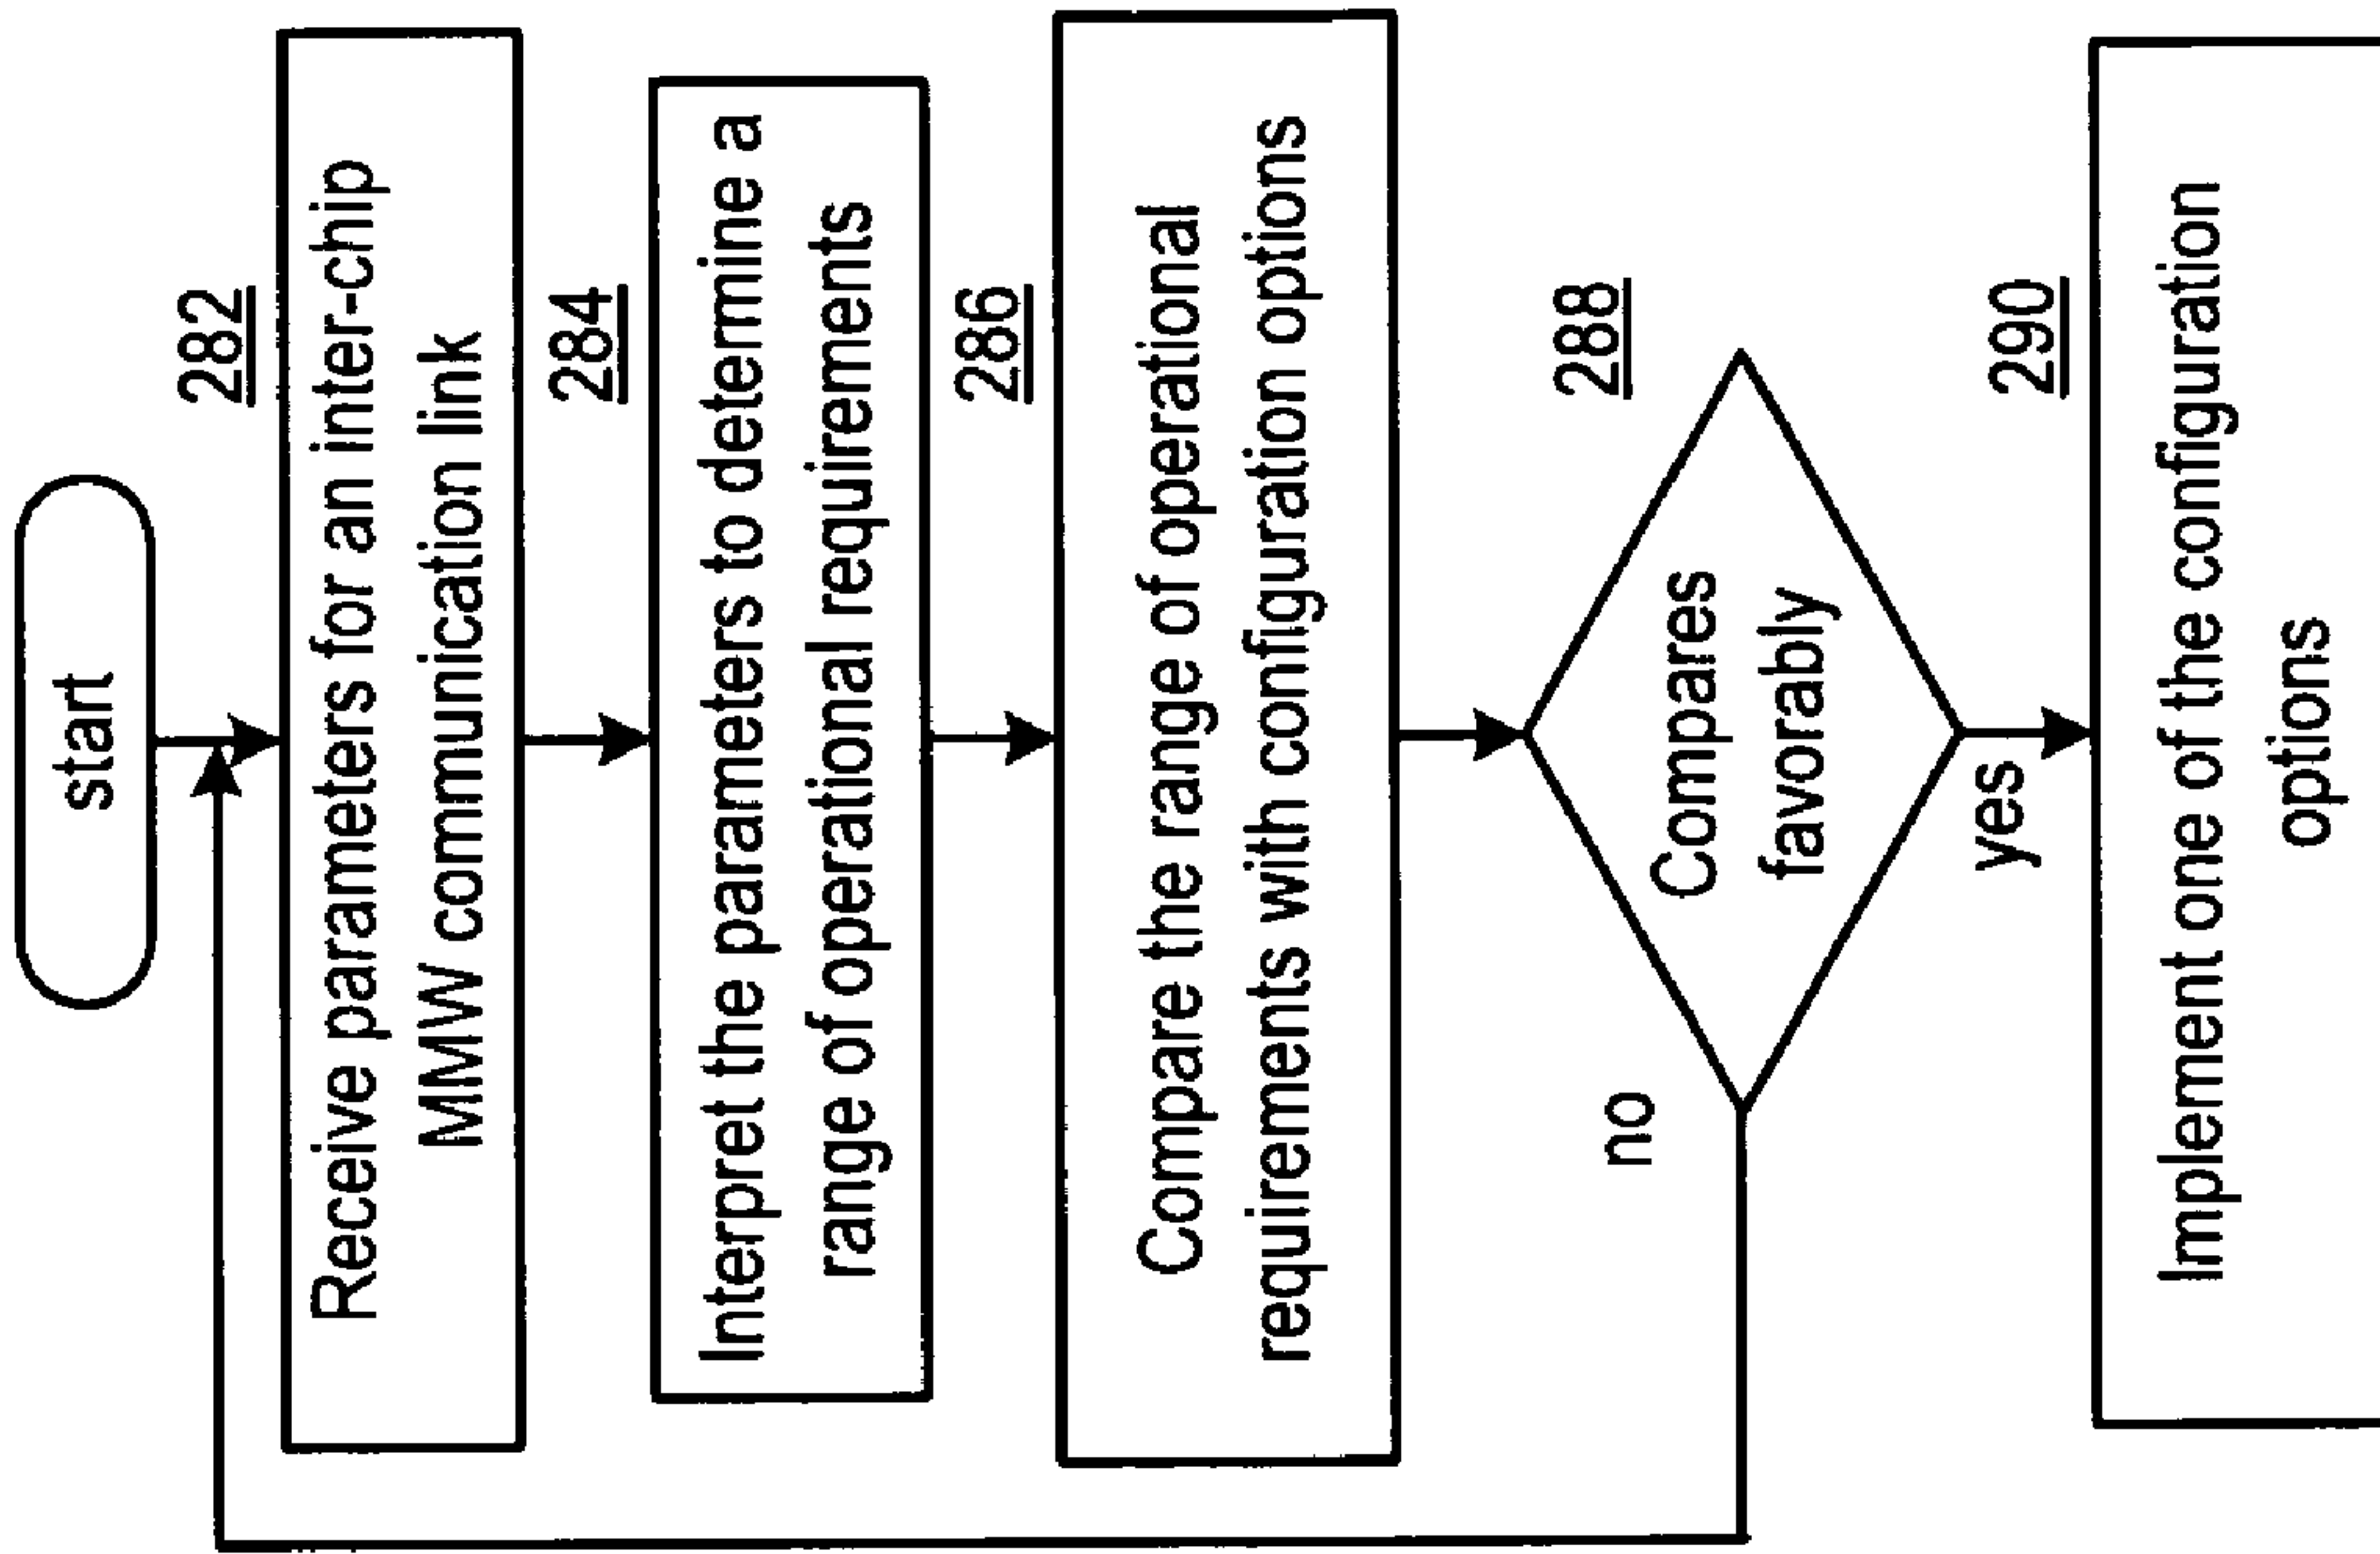 start
282
Receive parameters for an inter-chip
MMW communication link
284
Interpret the parameters to determine a
range of operational requirements
286
Compare the range of operational
requirements with configuration options
288
Compares
favorably
no
yes
290
Implement one of the configuration
options